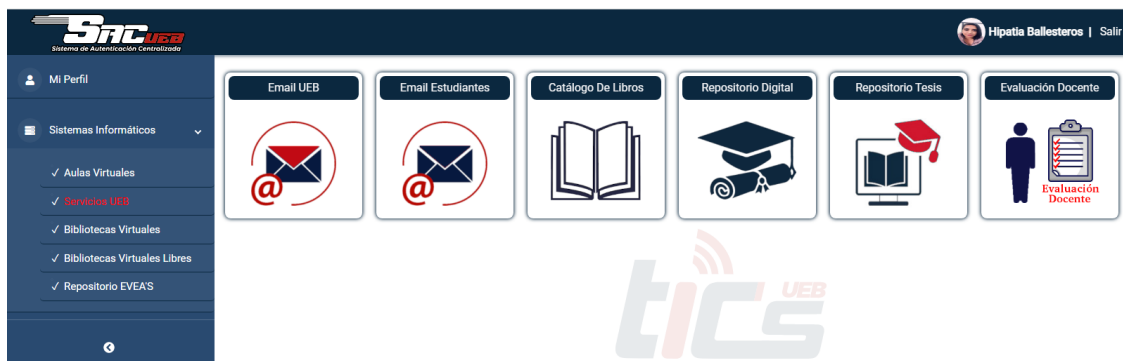 SAC UEB
Sistema de Autenticación Centralizada
Hipatia Ballesteros | Salir
Mi Perfil
Sistemas Informáticos
✓ Aulas Virtuales
✓ Servicios UEB
✓ Bibliotecas Virtuales
✓ Bibliotecas Virtuales Libres
✓ Repositorio EVEA'S
Email UEB
Email Estudiantes
Catálogo De Libros
Repositorio Digital
Repositorio Tesis
Evaluación Docente
@
@
@
Evaluación
Docente
tics UEB